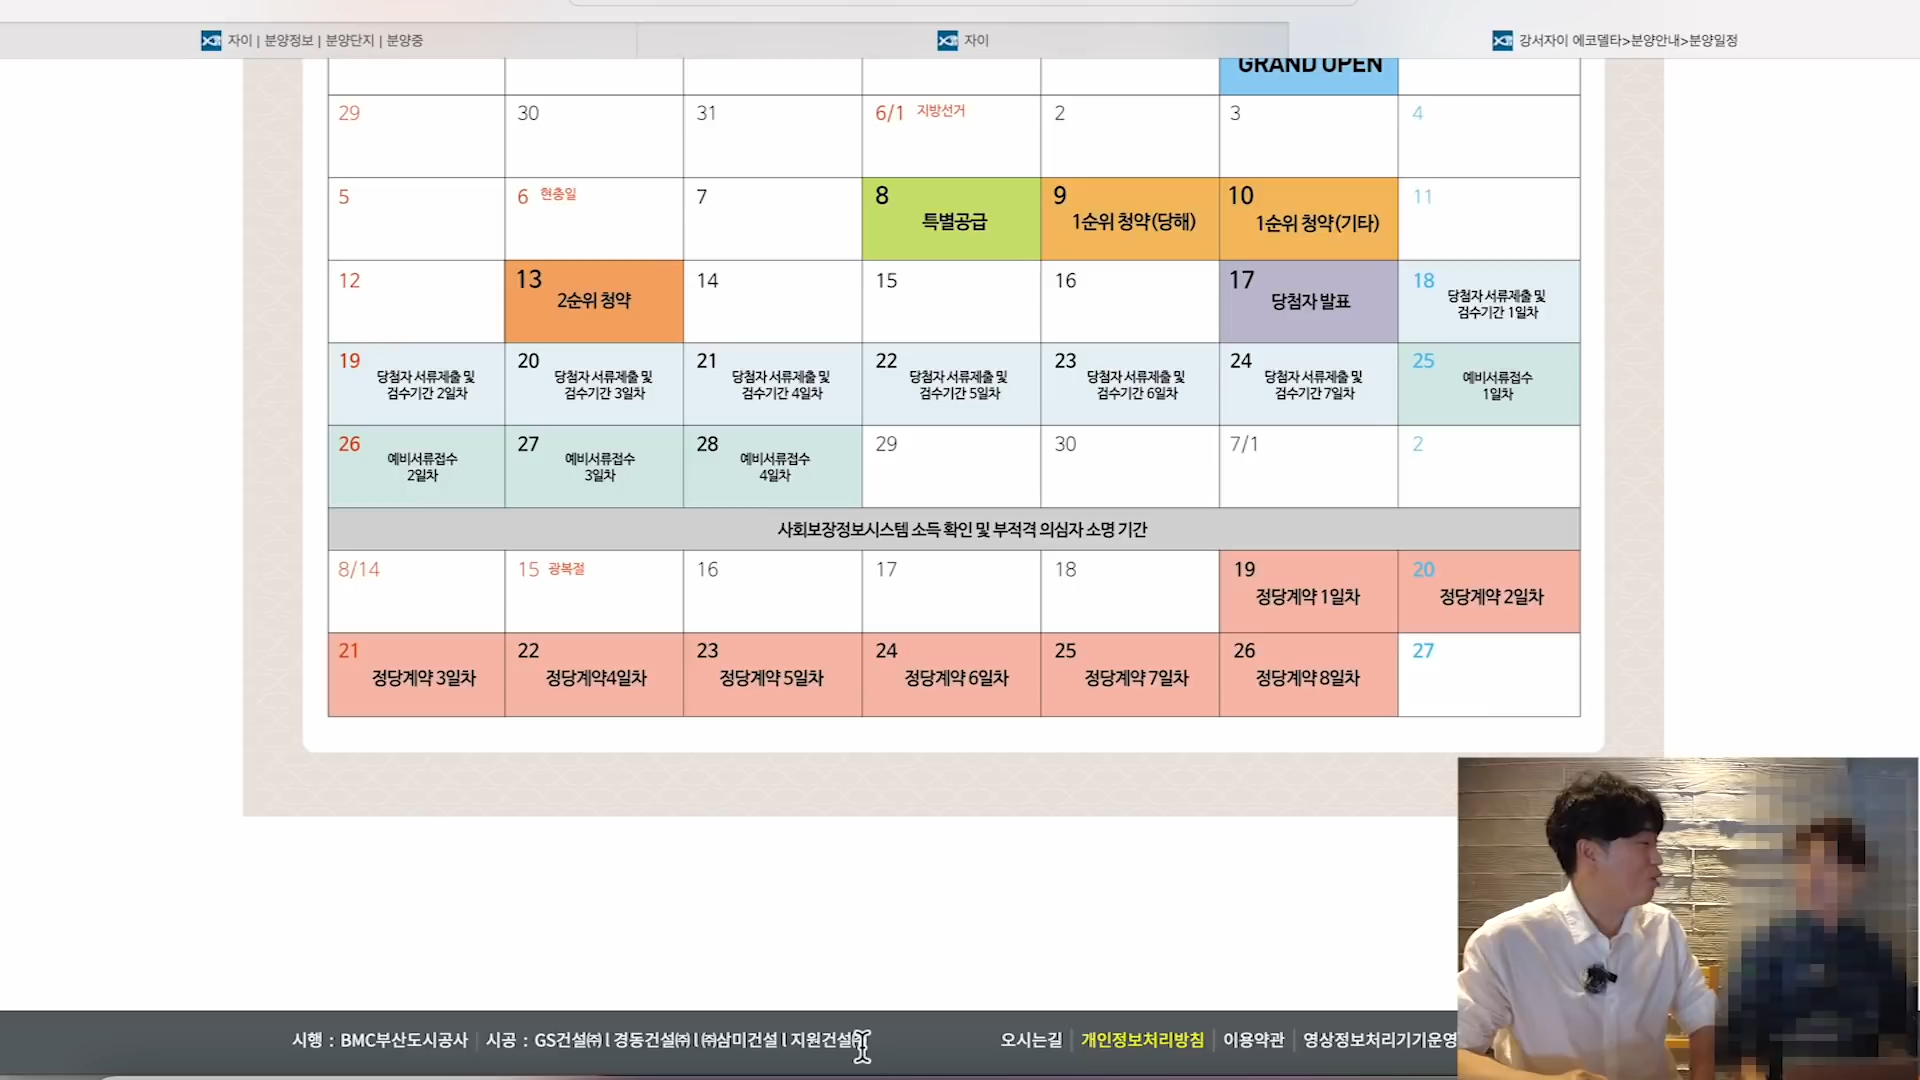 자이 | 분양정보 | 분양단지 | 분양중
자이
강서자이 에코델타>분양안내>분양일정
GRAND OPEN
29
30
31
6/1 지방선거
2
3
4
5
6 현충일
7
8
특별공급
9
1순위 청약(당해)
10
1순위 청약(기타)
11
12
13
2순위 청약
14
15
16
17
당첨자 발표
18
당첨자 서류제출 및
검수기간 1일차
19
당첨자 서류제출 및
검수기간 2일차
20
당첨자 서류제출 및
검수기간 3일차
21
당첨자 서류제출 및
검수기간 4일차
22
당첨자 서류제출 및
검수기간 5일차
23
당첨자 서류제출 및
검수기간 6일차
24
당첨자 서류제출 및
검수기간 7일차
25
예비서류접수
1일차
26
예비서류접수
2일차
27
예비서류접수
3일차
28
예비서류접수
4일차
29
30
7/1
2
사회보장정보시스템 소득 확인 및 부적격 의심자 소명 기간
8/14
15 광복절
16
17
18
19
정당계약 1일차
20
정당계약 2일차
21
정당계약 3일차
22
정당계약4일차
23
정당계약 5일차
24
정당계약 6일차
25
정당계약 7일차
26
정당계약 8일차
27
시행 : BMC부산도시공사 | 시공 : GS건설㈜ l 경동건설㈜ l ㈜삼미건설 l 지원건설
오시는길 | 개인정보처리방침 | 이용약관 | 영상정보처리기기운영